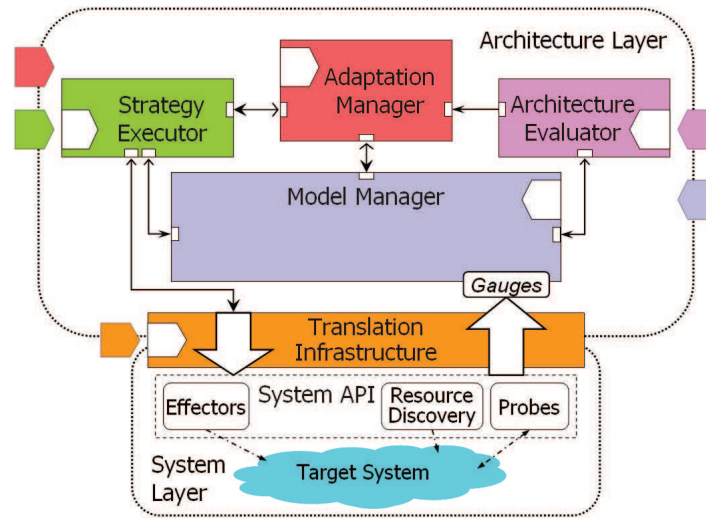 Architecture Layer
Adaptation
Manager
Strategy
Executor
Architecture
Evaluator
Model Manager
Gauges
Translation
Infrastructure
System API
Effectors
Resource
Discovery
Probes
System
Layer
Target System